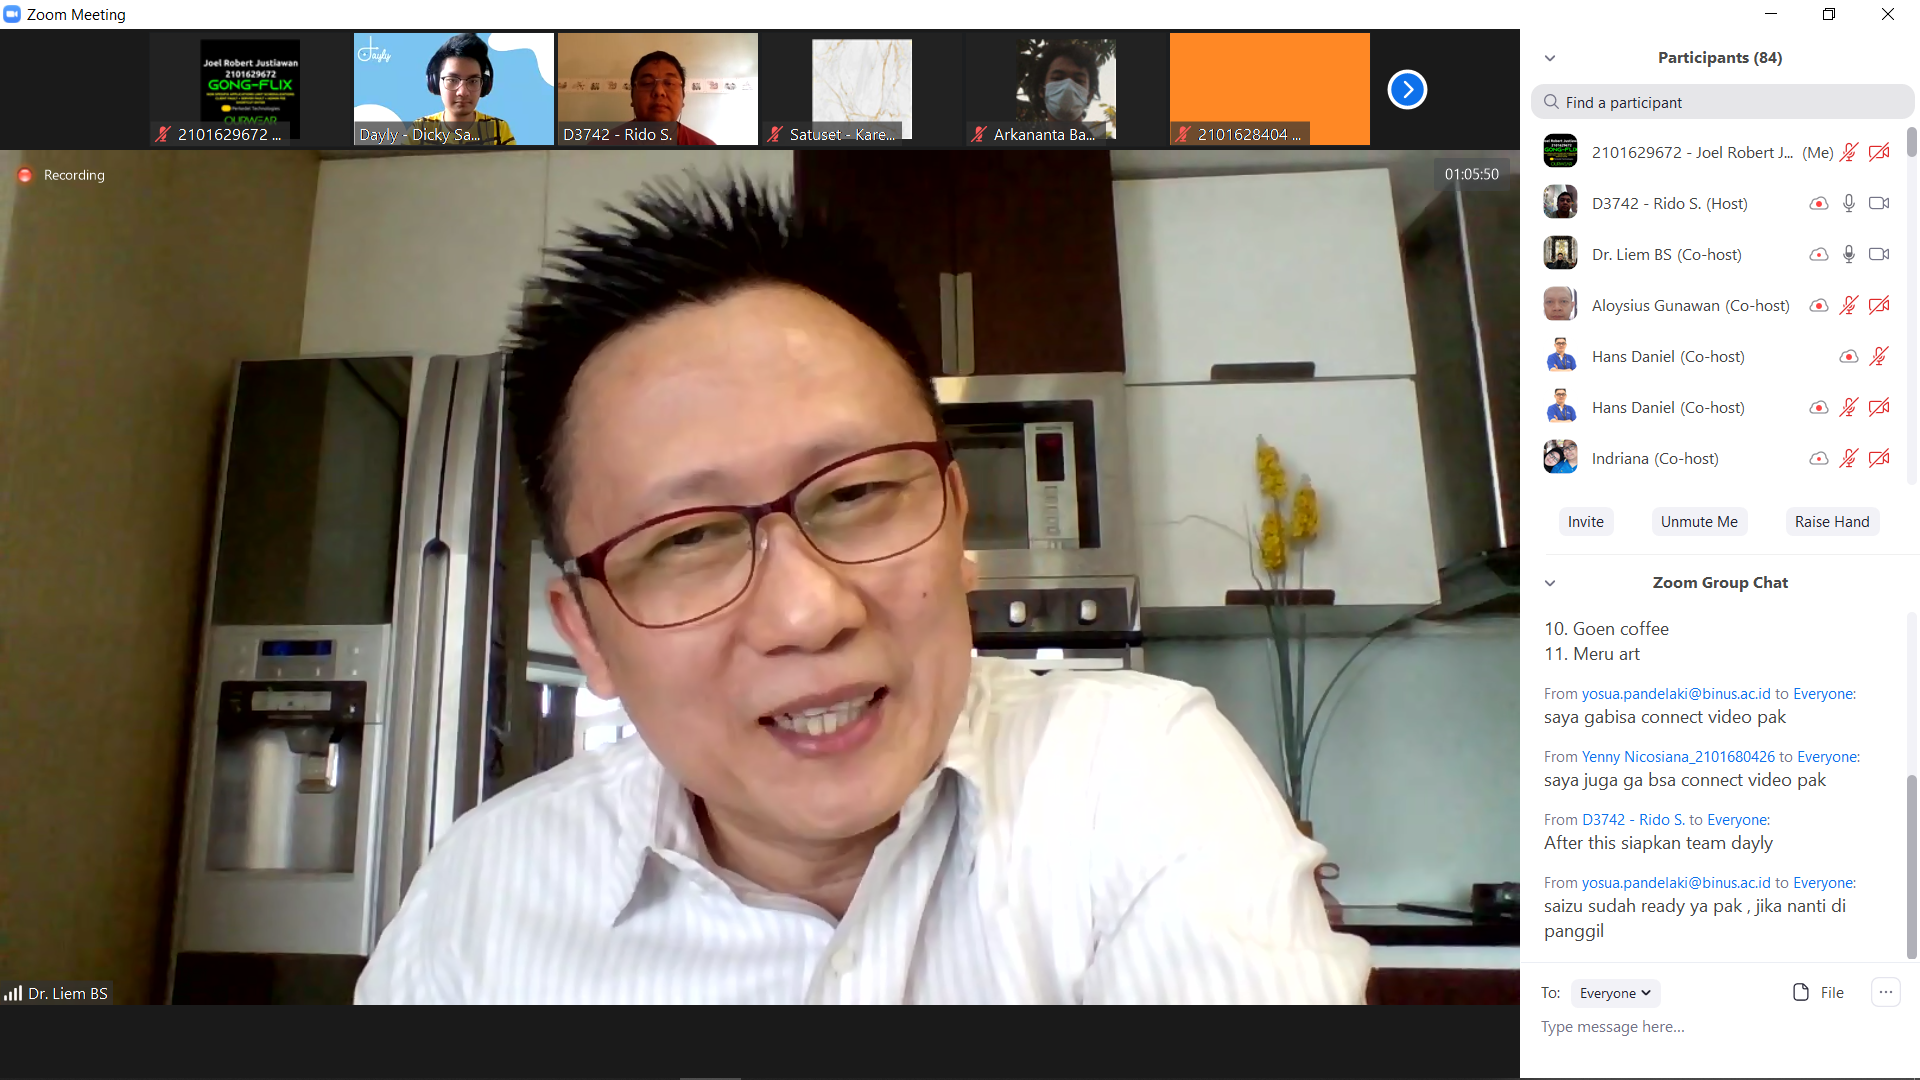 Zoom Meeting
Joel Robert Justiawan
2101629672
GONG-FLIX
OURWEAR
2101629672 ...
Dayly
Dayly - Dicky Sa...
D3742 - Rido S.
Satuset - Kare...
Arkananta Ba...
2101628404 ...
Recording
01:05:50
Dr. Liem BS
Participants (84)
Find a participant
2101629672 - Joel Robert J... (Me)
D3742 - Rido S. (Host)
Dr. Liem BS (Co-host)
Aloysius Gunawan (Co-host)
Hans Daniel (Co-host)
Hans Daniel (Co-host)
Indriana (Co-host)
Invite
Unmute Me
Raise Hand
Zoom Group Chat
10. Goen coffee
11. Meru art
From yosua.pandelaki@binus.ac.id to Everyone:
saya gabisa connect video pak
From Yenny Nicosiana_2101680426 to Everyone:
saya juga ga bsa connect video pak
From D3742 - Rido S. to Everyone:
After this siapkan team dayly
From yosua.pandelaki@binus.ac.id to Everyone:
saizu sudah ready ya pak , jika nanti di
panggil
To: Everyone
File
...
Type message here...